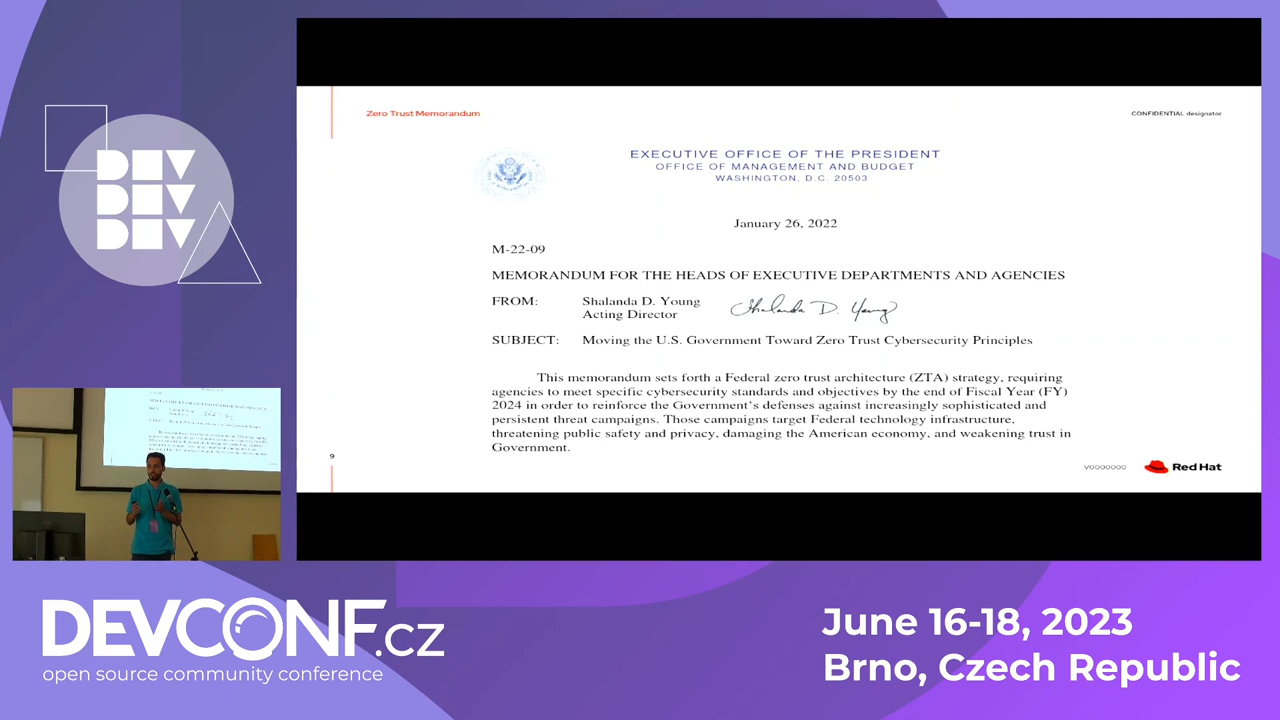 DEV
DEV
DEV
Zero Trust Memorandum
CONFIDENTIAL designator
EXECUTIVE OFFICE OF THE PRESIDENT
OFFICE OF MANAGEMENT AND BUDGET
WASHINGTON, D.C. 20503
January 26, 2022
M-22-09
MEMORANDUM FOR THE HEADS OF EXECUTIVE DEPARTMENTS AND AGENCIES
FROM: Shalanda D. Young Shalanda D. Young
Acting Director
SUBJECT: Moving the U.S. Government Toward Zero Trust Cybersecurity Principles
This memorandum sets forth a Federal zero trust architecture (ZTA) strategy, requiring
agencies to meet specific cybersecurity standards and objectives by the end of Fiscal Year (FY)
2024 in order to reinforce the Government's defenses against increasingly sophisticated and
persistent threat campaigns. Those campaigns target Federal technology infrastructure,
threatening public safety and privacy, damaging the American economy, and weakening trust in
Government.
9
V0000000
Red Hat
DEVCONF.cz
open source community conference
June 16-18, 2023
Brno, Czech Republic